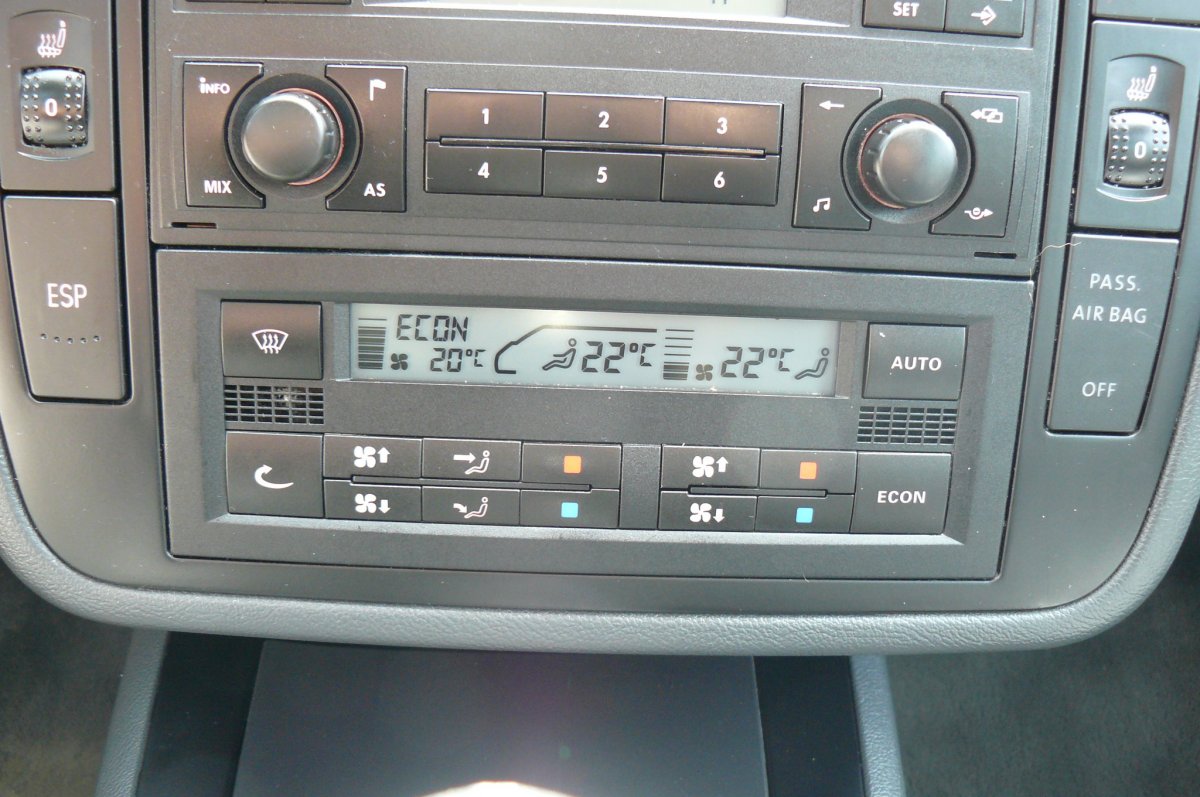 SET
0
iNFO
MIX
AS
1 2 3
4 5 6
0
ESP
ECON
20°C 22°C 22°C
AUTO
PASS.
AIR BAG
OFF
ECON